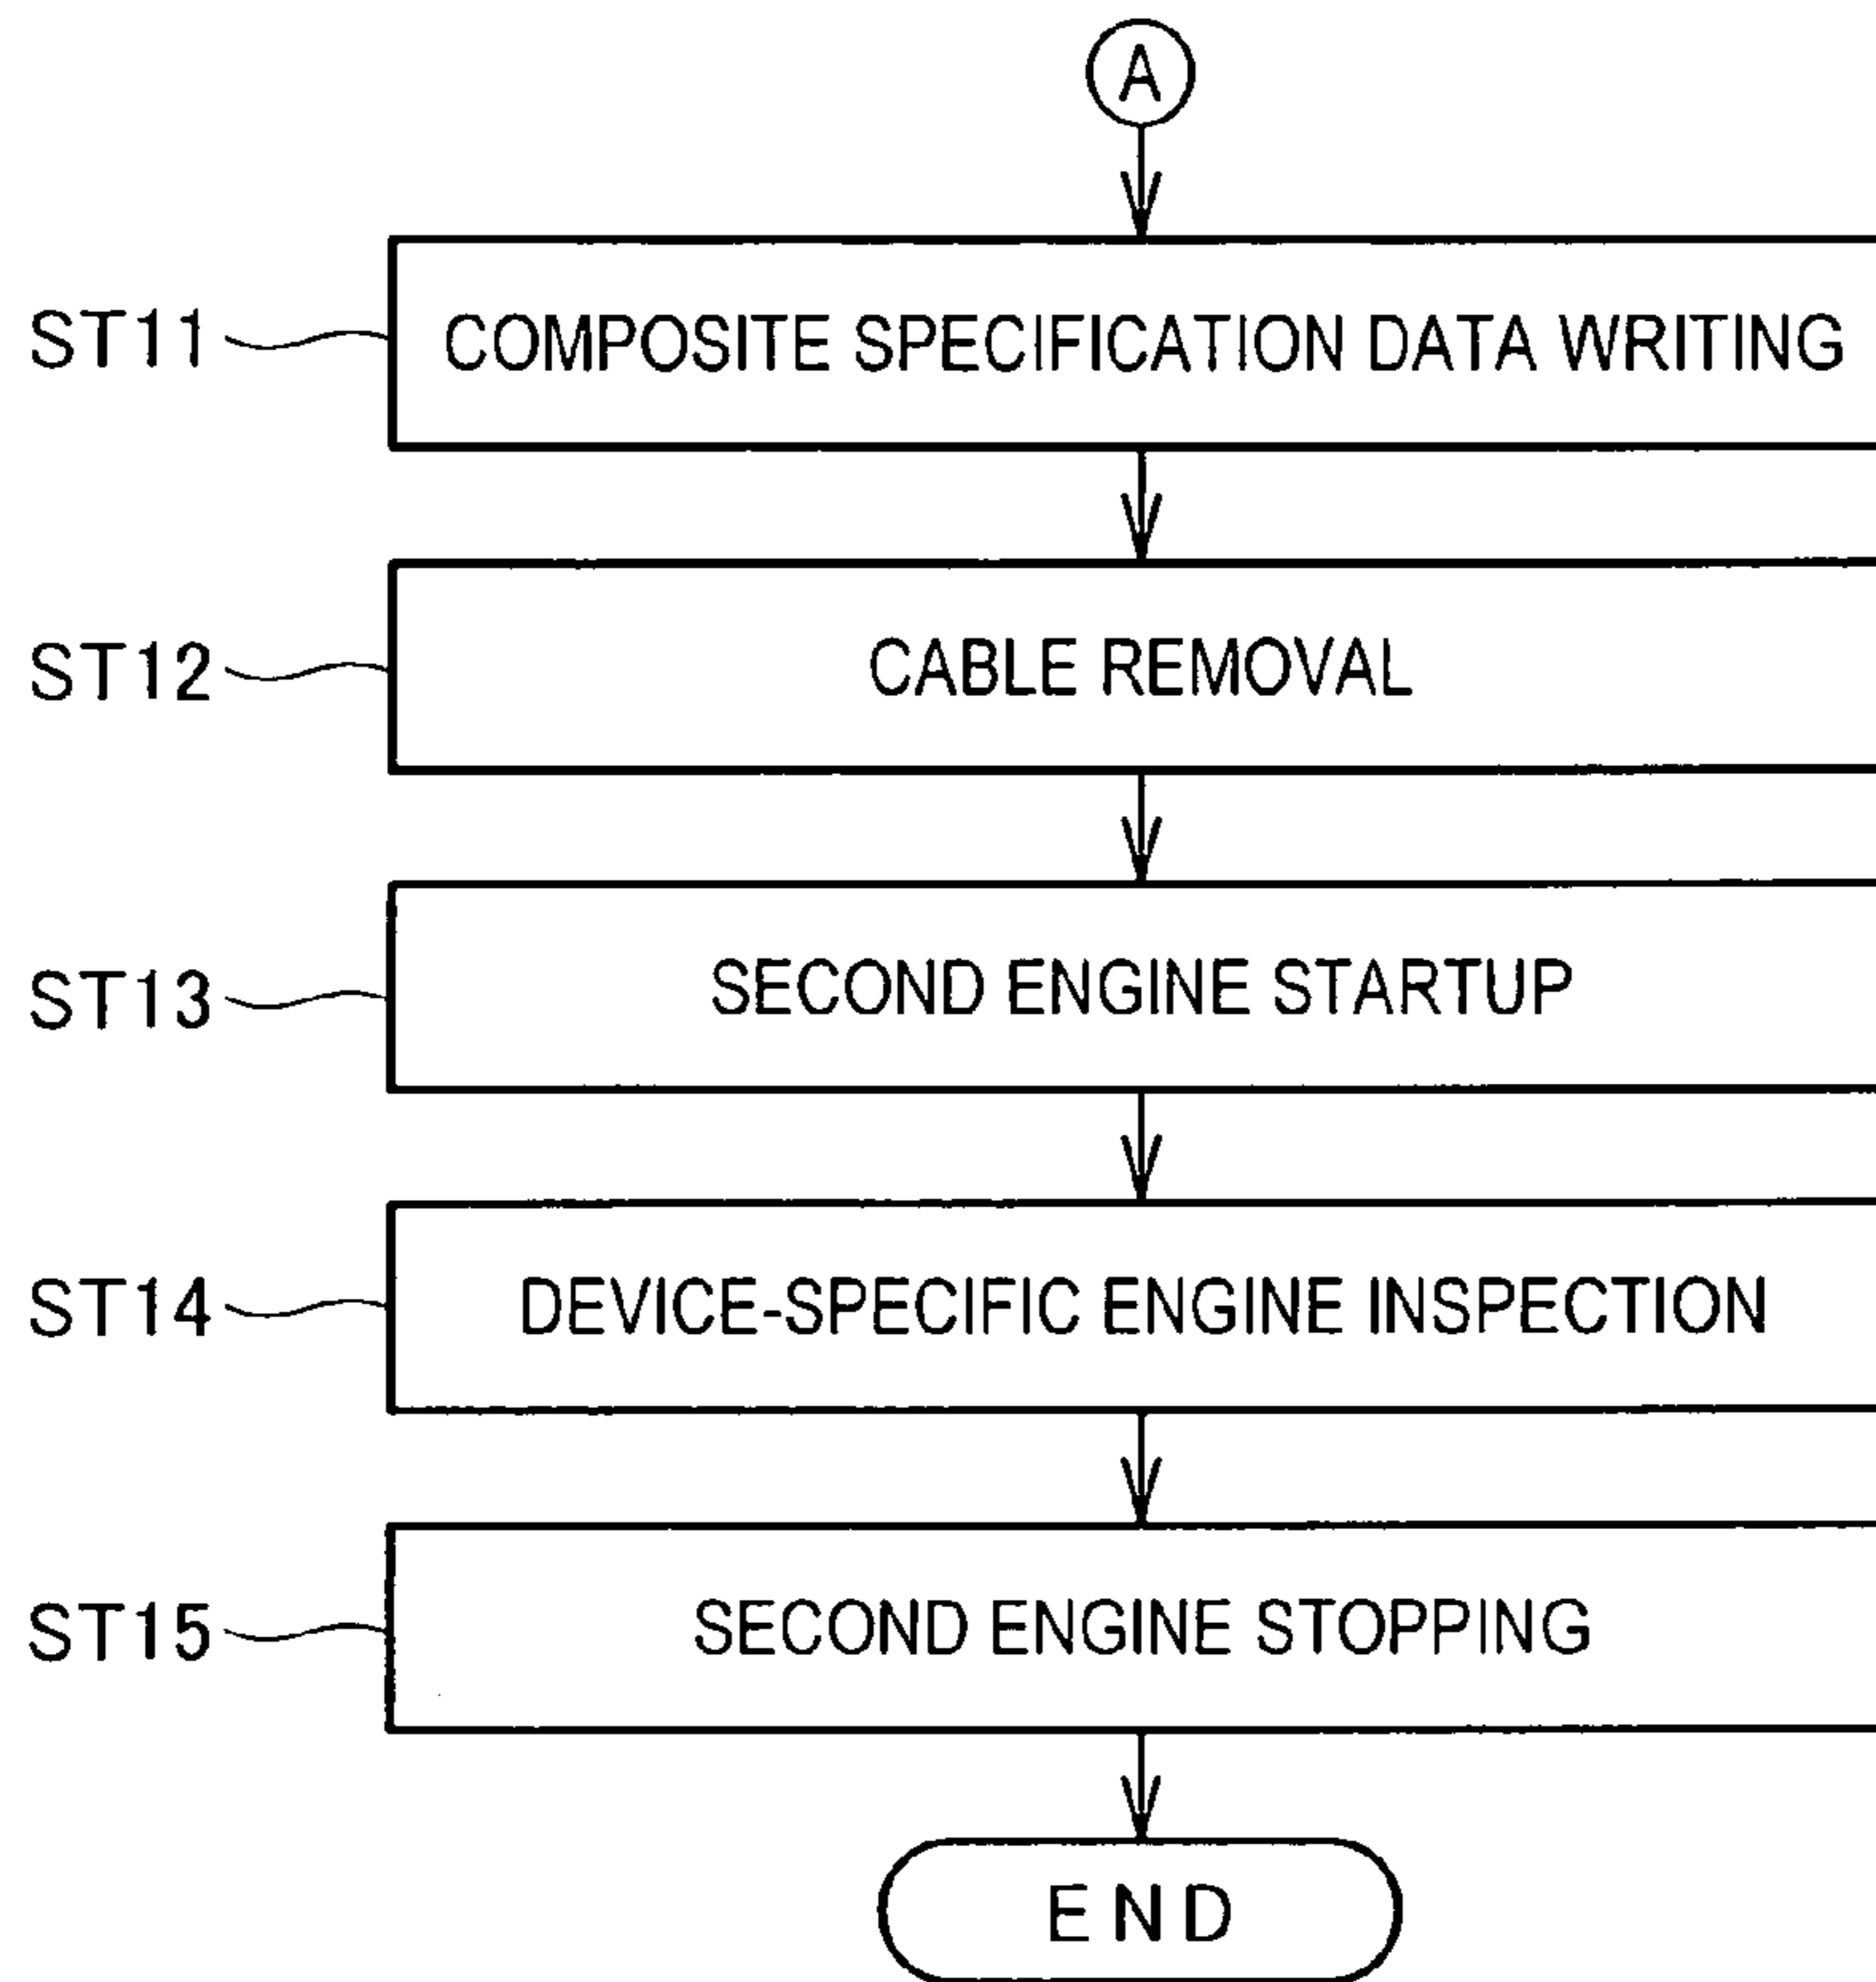 A
ST11 COMPOSITE SPECIFICATION DATA WRITING
ST12 CABLE REMOVAL
ST13 SECOND ENGINE STARTUP
ST14 DEVICE-SPECIFIC ENGINE INSPECTION
ST15 SECOND ENGINE STOPPING
END